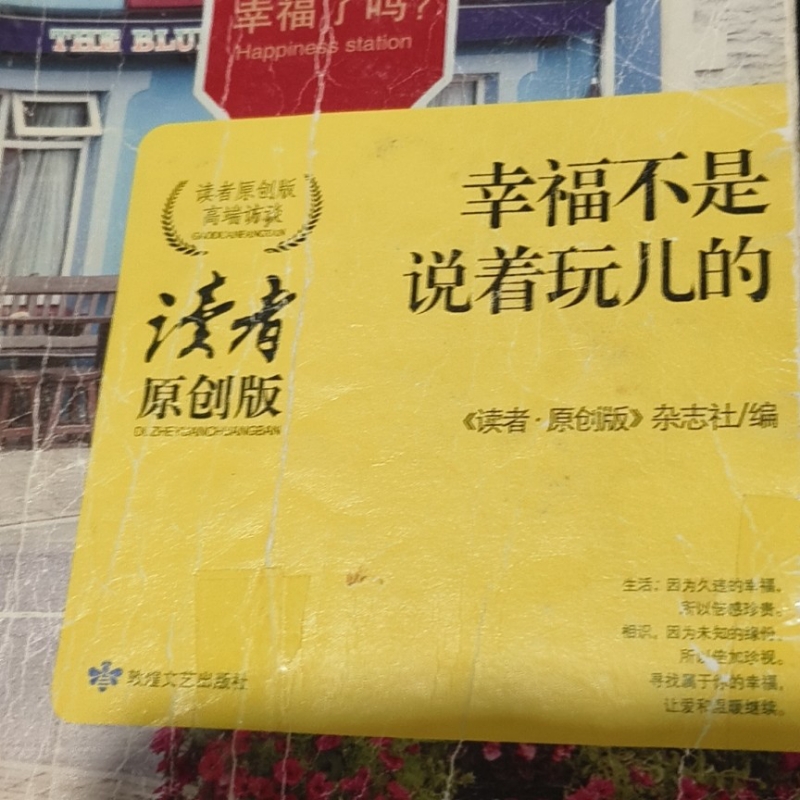 THE BLU
幸福了吗？
Happiness station
读者原创版
高端访谈
幸福不是
说着玩儿的
读者
原创版
DUZHEYUANCHUANGBAN
《读者·原创版》杂志社/编
生活：因为久违的幸福，
所以倍感珍贵。
相识，因为未知的缘份，
所以倍加珍视。
寻找属于你的幸福，
让爱和温暖继续。
敦煌文艺出版社